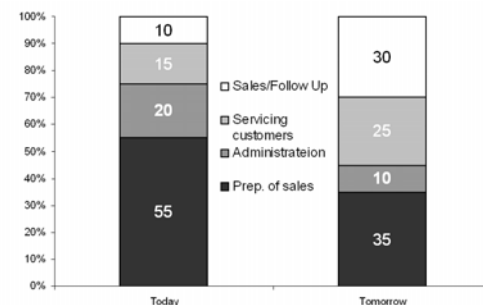 100%
90%
80%
70%
60%
50%
40%
30%
20%
10%
0%
10
15
20
55
Sales/Follow Up
Servicing
customers
Administrateion
Prep. of sales
30
25
10
35
Today
Tomorrow